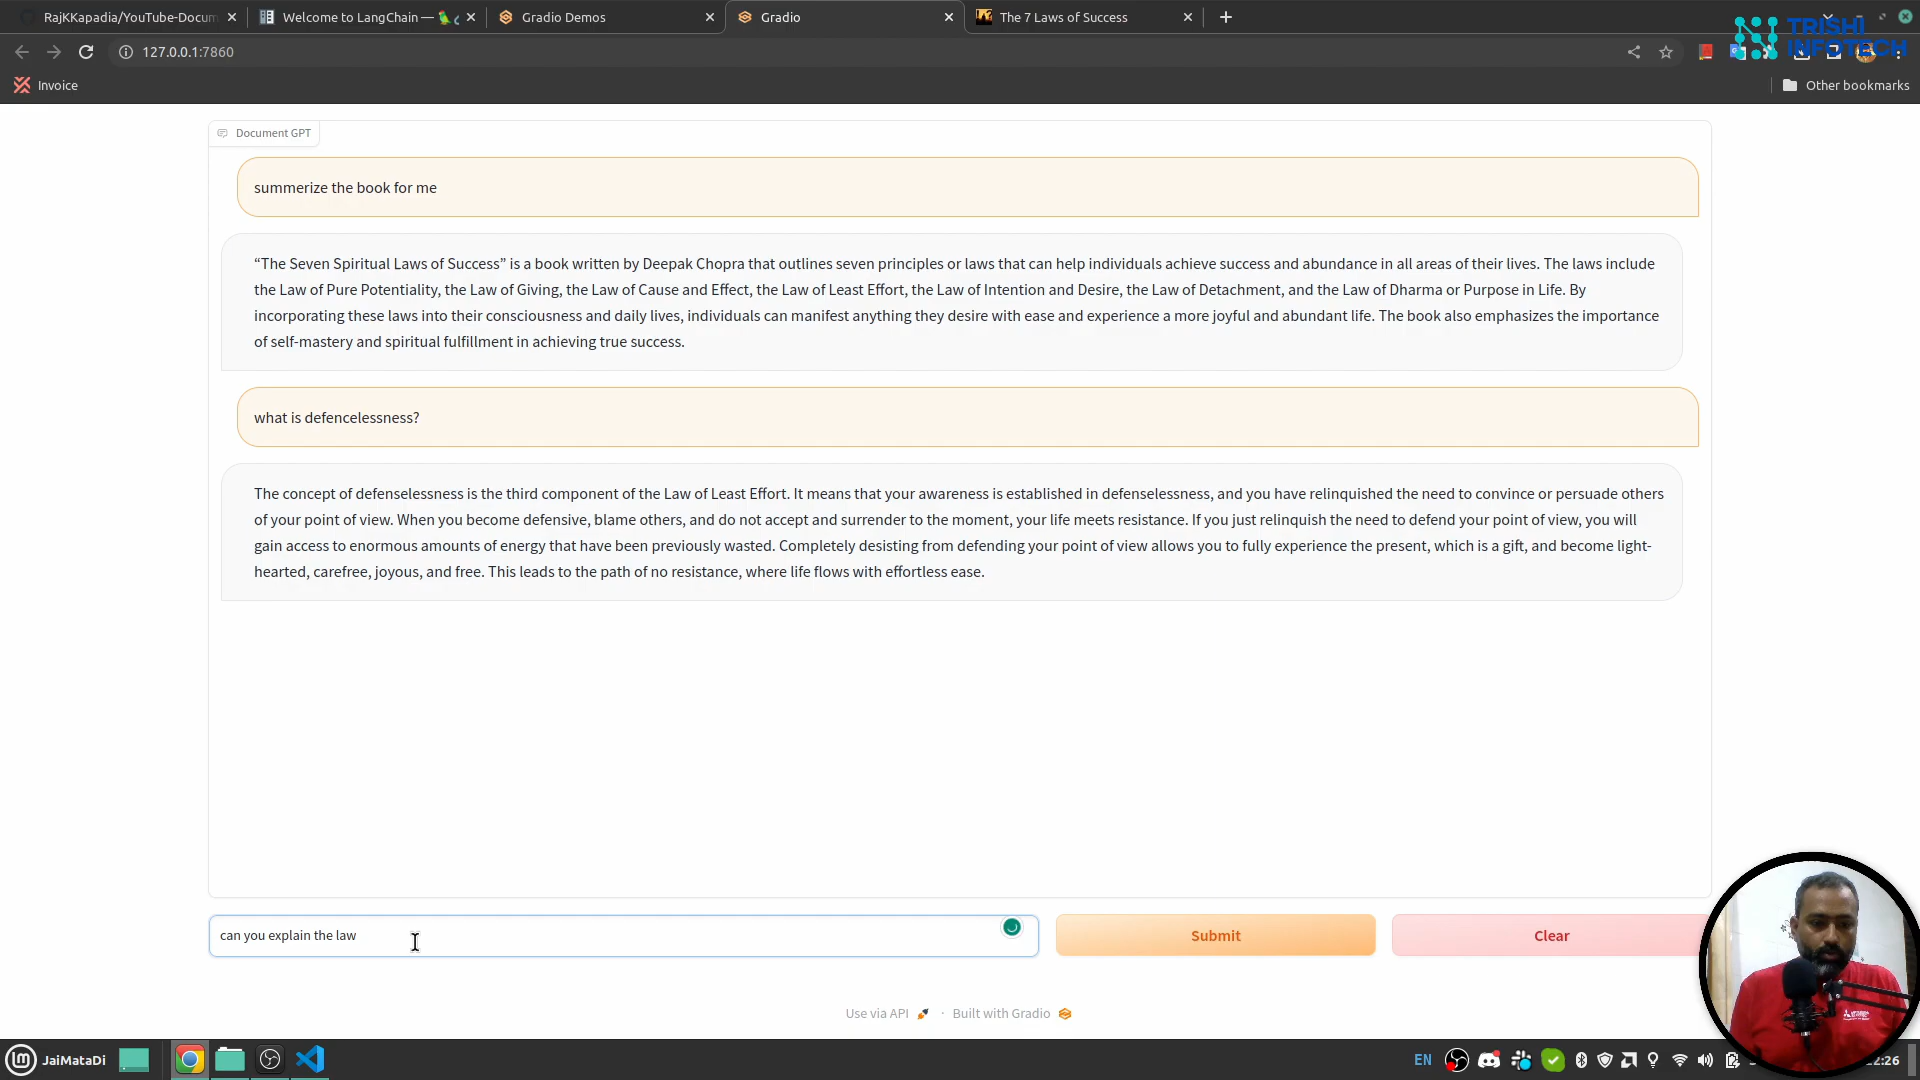 RajKKapadia/YouTube-Docum
Welcome to LangChain —
Gradio Demos
Gradio
The 7 Laws of Success
TRISHI
INFOTECH
127.0.0.1:7860
Invoice
Other bookmarks
Document GPT
summerize the book for me
“The Seven Spiritual Laws of Success” is a book written by Deepak Chopra that outlines seven principles or laws that can help individuals achieve success and abundance in all areas of their lives. The laws include
the Law of Pure Potentiality, the Law of Giving, the Law of Cause and Effect, the Law of Least Effort, the Law of Intention and Desire, the Law of Detachment, and the Law of Dharma or Purpose in Life. By
incorporating these laws into their consciousness and daily lives, individuals can manifest anything they desire with ease and experience a more joyful and abundant life. The book also emphasizes the importance
of self-mastery and spiritual fulfillment in achieving true success.
what is defencelessness?
The concept of defenselessness is the third component of the Law of Least Effort. It means that your awareness is established in defenselessness, and you have relinquished the need to convince or persuade others
of your point of view. When you become defensive, blame others, and do not accept and surrender to the moment, your life meets resistance. If you just relinquish the need to defend your point of view, you will
gain access to enormous amounts of energy that have been previously wasted. Completely desisting from defending your point of view allows you to fully experience the present, which is a gift, and become light-
hearted, carefree, joyous, and free. This leads to the path of no resistance, where life flows with effortless ease.
can you explain the law
Submit
Clear
Use via API
· Built with Gradio
JaiMataDi
EN
:26